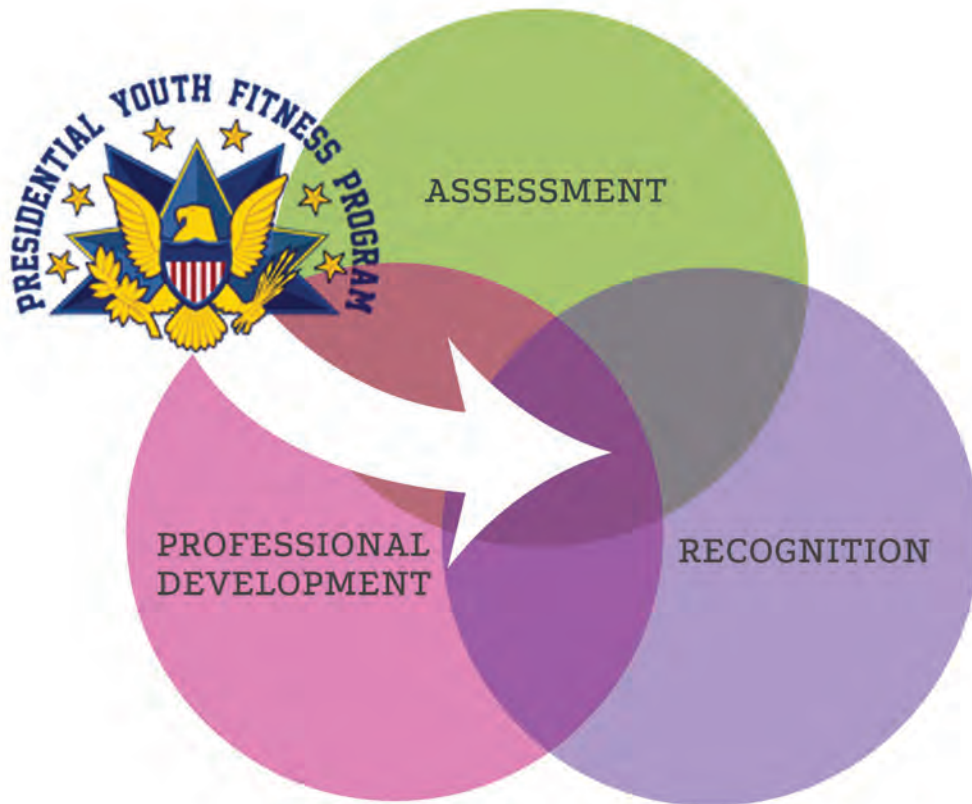 PRESIDENTIAL YOUTH FITNESS PROGRAM
ASSESSMENT
PROFESSIONAL
DEVELOPMENT
RECOGNITION